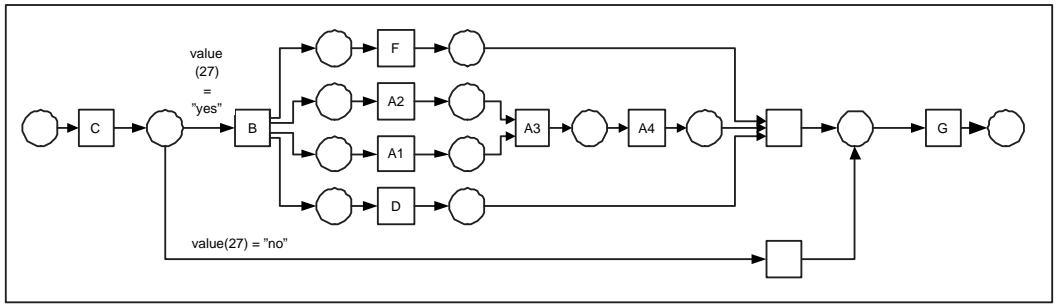 value
(27)
=
"yes"
C
B
F
A2
A1
D
A3
A4
G
value(27) = "no"